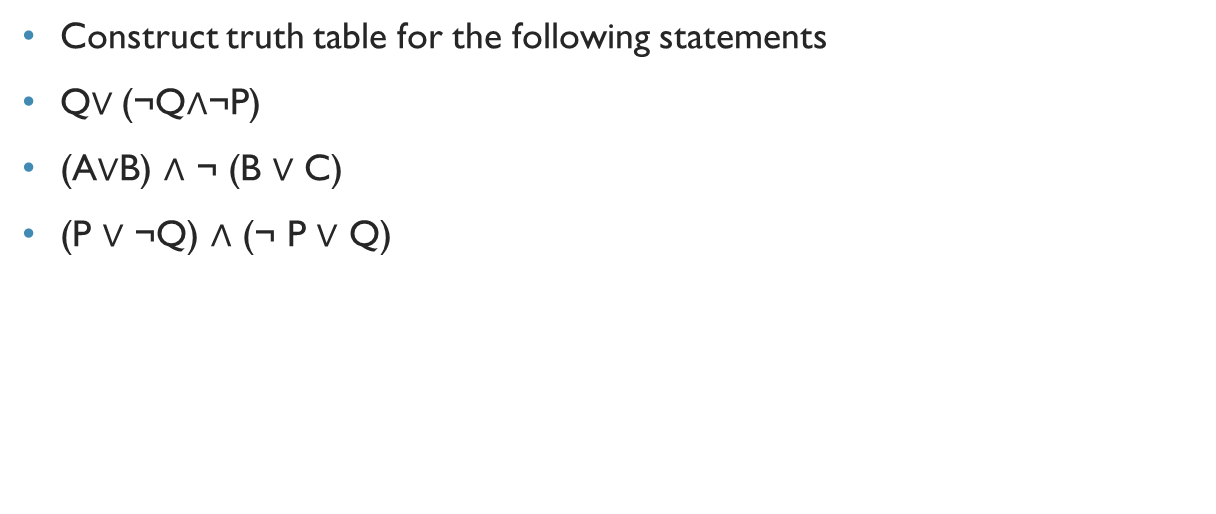 • Construct truth table for the following statements
• Q∨ (¬Q∧¬P)
• (A∨B) ∧ ¬ (B ∨ C)
• (P ∨ ¬Q) ∧ (¬ P ∨ Q)